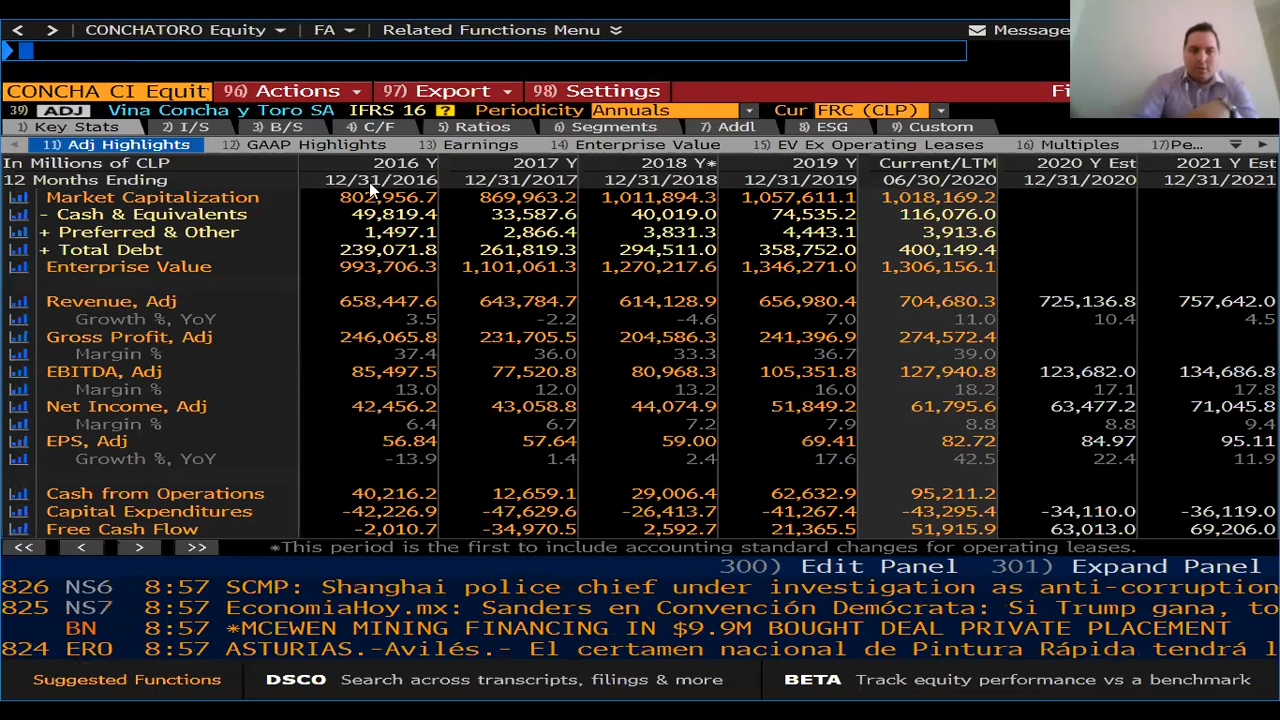 CONCHATORO Equity FA Related Functions Menu Message
CONCHA CI Equit 96) Actions 97) Export 98) Settings Fi
39) ADJ Vina Concha y Toro SA IFRS 16 ? Periodicity Annuals Cur FRC (CLP)
1) Key Stats 2) I/S 3) B/S 4) C/F 5) Ratios 6) Segments 7) Addl 8) ESG 9) Custom
11) Adj Highlights 12) GAAP Highlights 13) Earnings 14) Enterprise Value 15) EV Ex Operating Leases 16) Multiples 17)Pe...
In Millions of CLP 2016 Y 2017 Y 2018 Y* 2019 Y Current/LTM 2020 Y Est 2021 Y Est
12 Months Ending 12/31/2016 12/31/2017 12/31/2018 12/31/2019 06/30/2020 12/31/2020 12/31/2021
Market Capitalization 802,956.7 869,963.2 1,011,894.3 1,057,611.1 1,018,169.2
- Cash & Equivalents 49,819.4 33,587.6 40,019.0 74,535.2 116,076.0
+ Preferred & Other 1,497.1 2,866.4 3,831.3 4,443.1 3,913.6
+ Total Debt 239,071.8 261,819.3 294,511.0 358,752.0 400,149.4
Enterprise Value 993,706.3 1,101,061.3 1,270,217.6 1,346,271.0 1,306,156.1
Revenue, Adj 658,447.6 643,784.7 614,128.9 656,980.4 704,680.3 725,136.8 757,642.0
Growth %, YoY 3.5 -2.2 -4.6 7.0 11.0 10.4 4.5
Gross Profit, Adj 246,065.8 231,705.5 204,586.3 241,396.9 274,572.4
Margin % 37.4 36.0 33.3 36.7 39.0
EBITDA, Adj 85,497.5 77,520.8 80,968.3 105,351.8 127,940.8 123,682.0 134,686.8
Margin % 13.0 12.0 13.2 16.0 18.2 17.1 17.8
Net Income, Adj 42,456.2 43,058.8 44,074.9 51,849.2 61,795.6 63,477.2 71,045.8
Margin % 6.4 6.7 7.2 7.9 8.8 8.8 9.4
EPS, Adj 56.84 57.64 59.00 69.41 82.72 84.97 95.11
Growth %, YoY -13.9 1.4 2.4 17.6 42.5 22.4 11.9
Cash from Operations 40,216.2 12,659.1 29,006.4 62,632.9 95,211.2
Capital Expenditures -42,226.9 -47,629.6 -26,413.7 -41,267.4 -43,295.4 -34,110.0 -36,119.0
Free Cash Flow -2,010.7 -34,970.5 2,592.7 21,365.5 51,915.9 63,013.0 69,206.0
<< < > >> *This period is the first to include accounting standard changes for operating leases.
300) Edit Panel 301) Expand Panel
826 NS6 8:57 SCMP: Shanghai police chief under investigation as anti-corruption
825 NS7 8:57 EconomiaHoy.mx: Sanders en Convención Demócrata: Si Trump gana, to
BN 8:57 *MCEWEN MINING FINANCING IN $9.9M BOUGHT DEAL PRIVATE PLACEMENT
824 ERO 8:57 ASTURIAS.-Avilés.- El certamen nacional de Pintura Rápida tendrá l
Suggested Functions DSCO Search across transcripts, filings & more BETA Track equity performance vs a benchmark